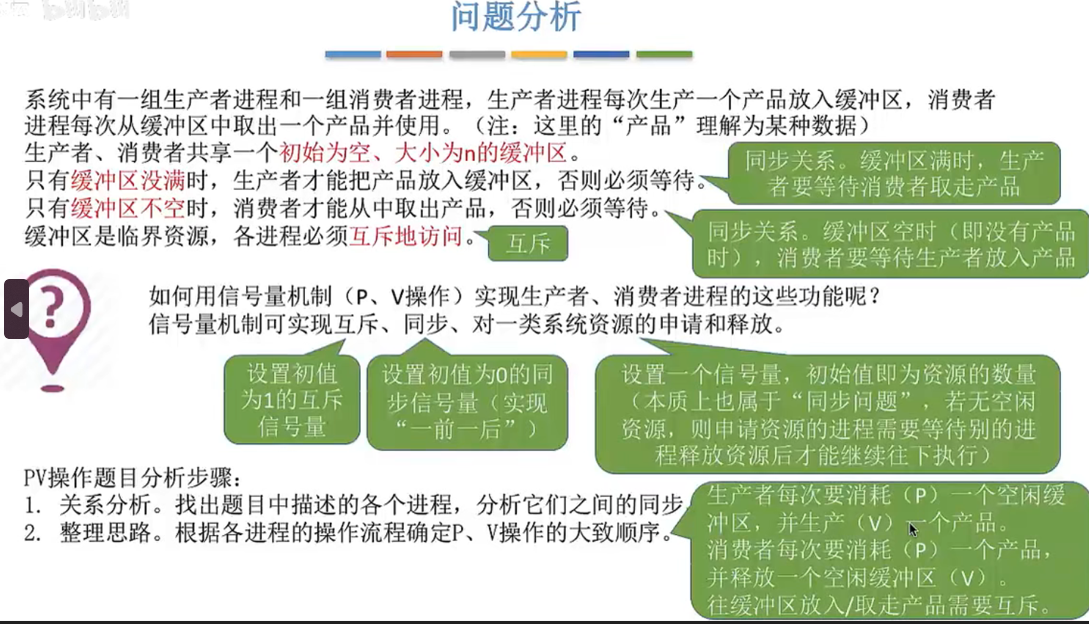 问题分析
系统中有一组生产者进程和一组消费者进程，生产者进程每次生产一个产品放入缓冲区，消费者
进程每次从缓冲区中取出一个产品并使用。（注：这里的“产品”理解为某种数据）
生产者、消费者共享一个初始为空、大小为n的缓冲区。
只有缓冲区没满时，生产者才能把产品放入缓冲区，否则必须等待。
同步关系。缓冲区满时，生产
者要等待消费者取走产品
只有缓冲区不空时，消费者才能从中取出产品，否则必须等待。
同步关系。缓冲区空时（即没有产品
时），消费者要等待生产者放入产品
缓冲区是临界资源，各进程必须互斥地访问。
互斥
?
如何用信号量机制（P、V操作）实现生产者、消费者进程的这些功能呢？
信号量机制可实现互斥、同步、对一类系统资源的申请和释放。
设置初值
为1的互斥
信号量
设置初值为0的同
步信号量（实现
“一前一后”）
设置一个信号量，初始值即为资源的数量
（本质上也属于“同步问题”，若无空闲
资源，则申请资源的进程需要等待别的进
程释放资源后才能继续往下执行）
PV操作题目分析步骤：
1. 关系分析。找出题目中描述的各个进程，分析它们之间的同步
2. 整理思路。根据各进程的操作流程确定P、V操作的大致顺序。
生产者每次要消耗（P）一个空闲缓
冲区，并生产（V）一个产品。
消费者每次要消耗（P）一个产品，
并释放一个空闲缓冲区（V）。
往缓冲区放入/取走产品需要互斥。